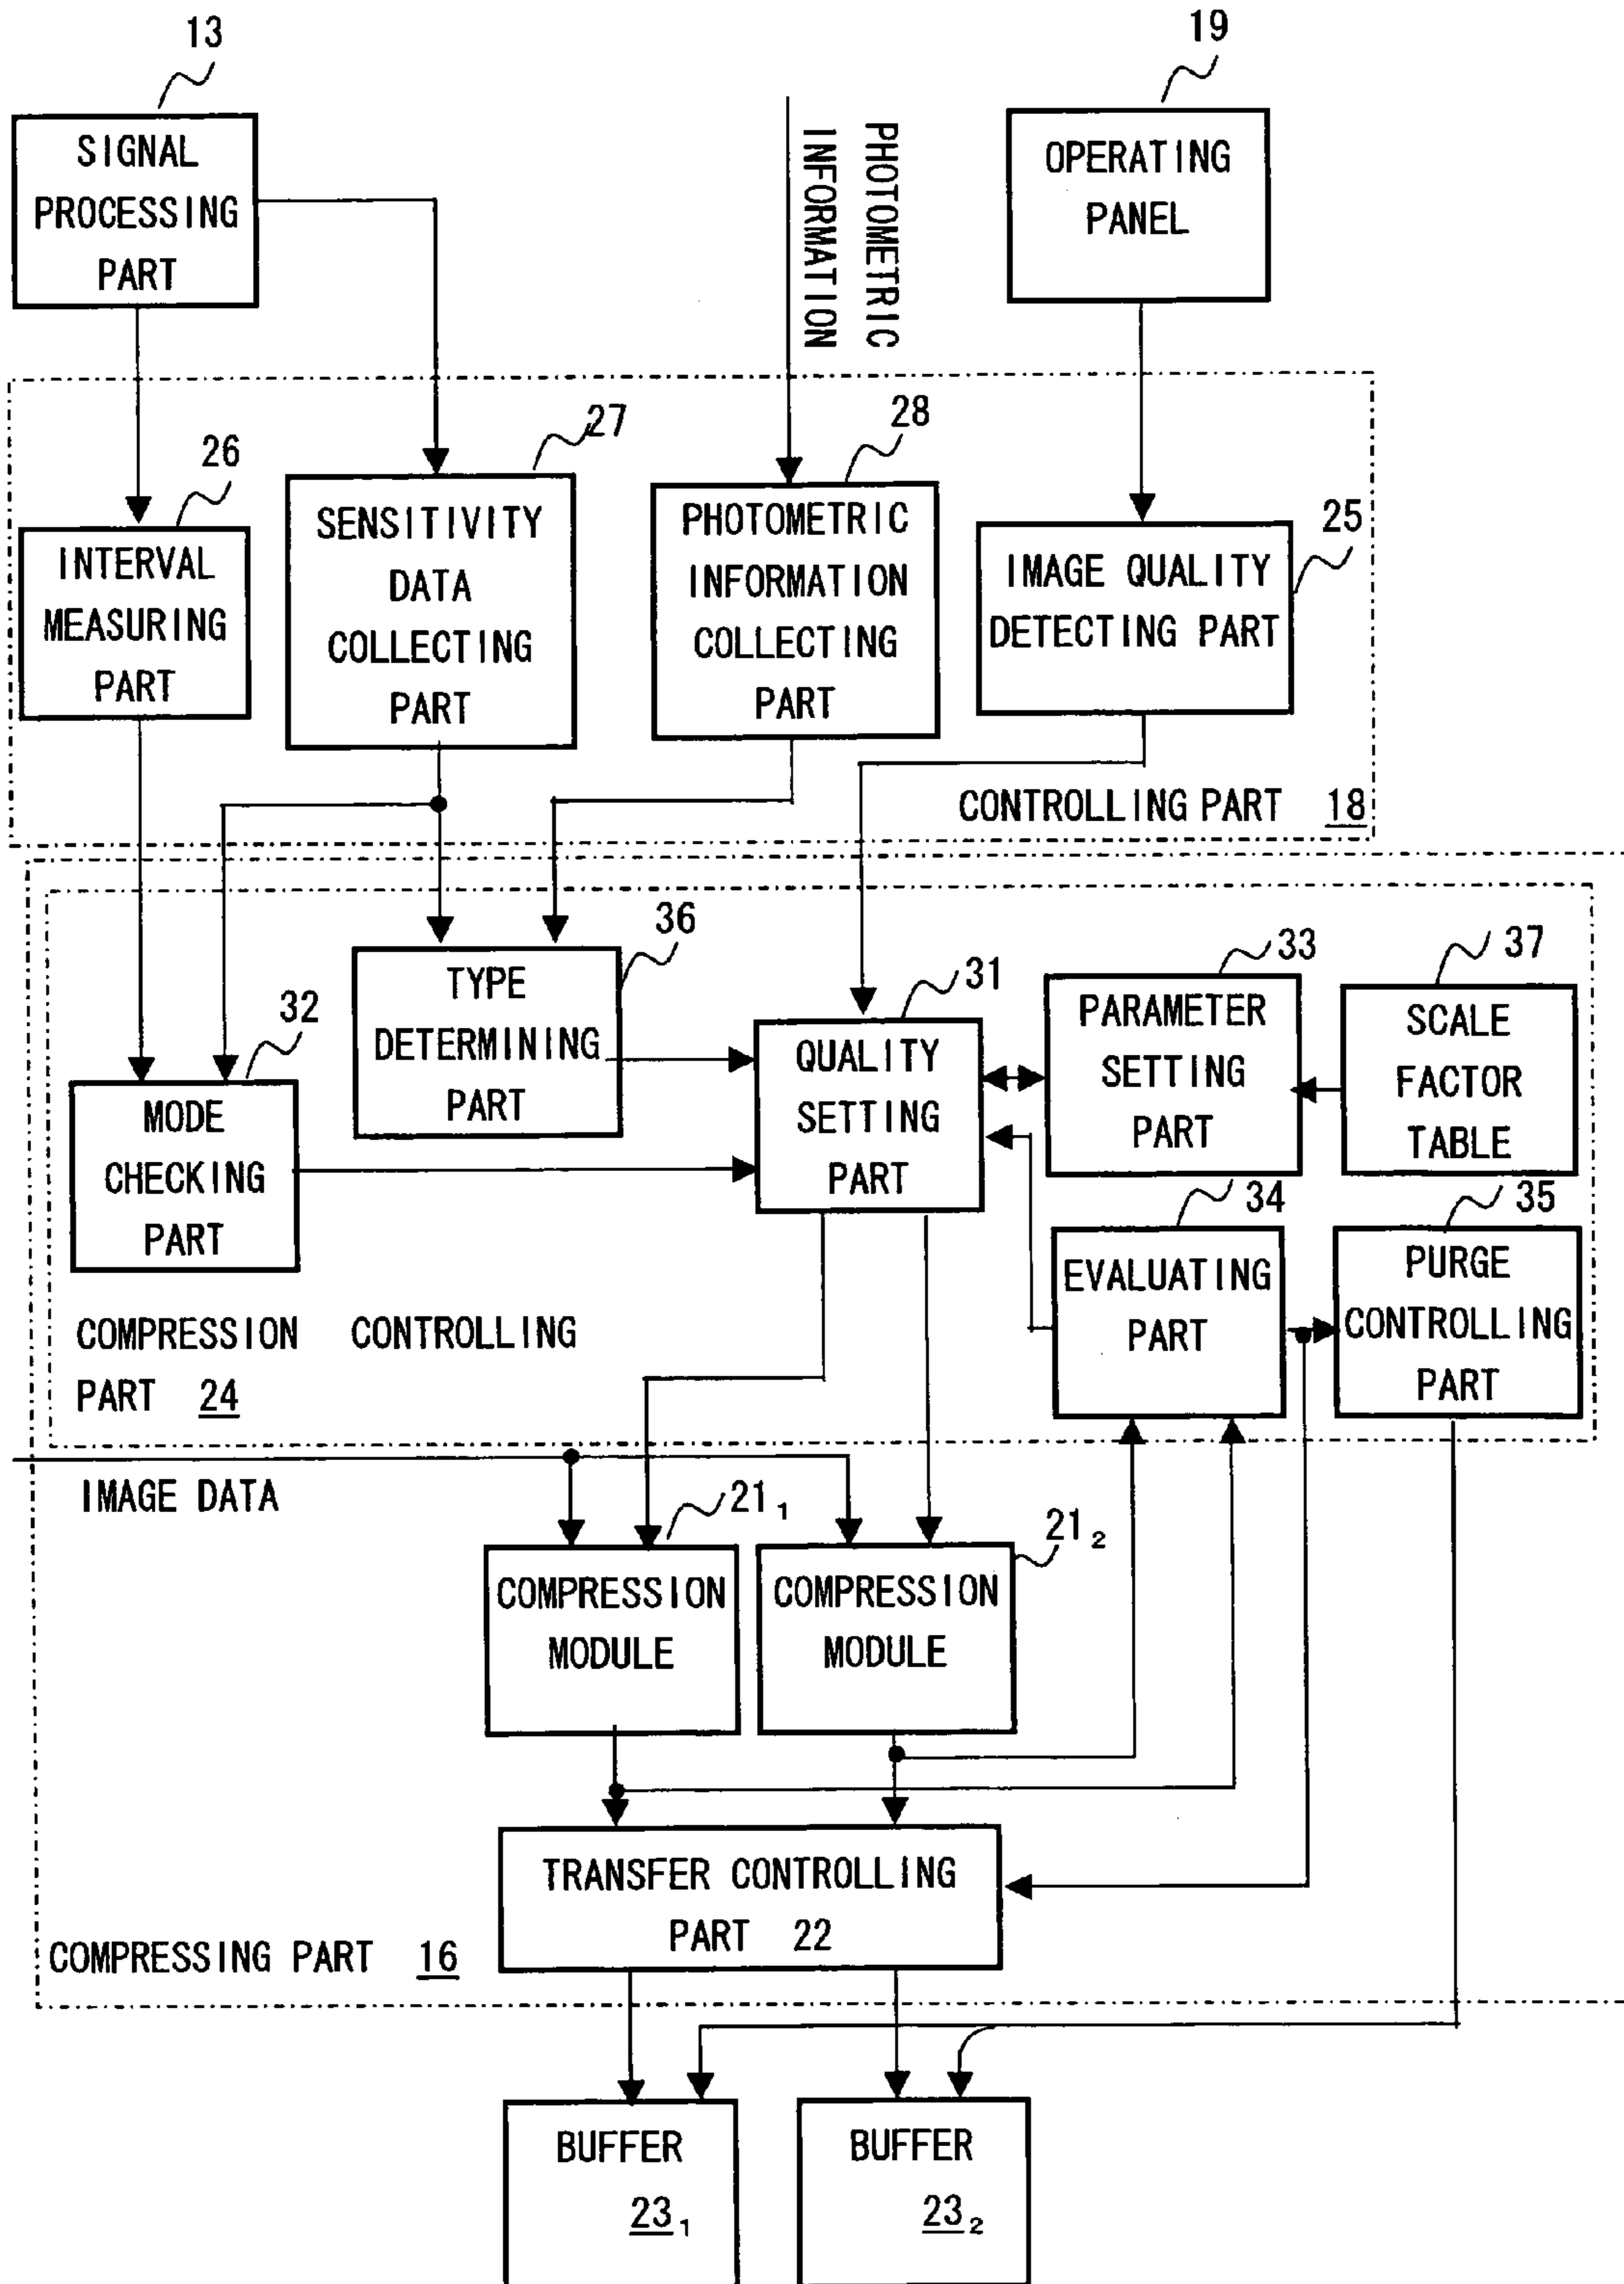 13
19
SIGNAL
PROCESSING
PART
PHOTOMETRIC
INFORMATION
OPERATING
PANEL
26
27
28
25
INTERVAL
MEASURING
PART
SENSITIVITY
DATA
COLLECTING
PART
PHOTOMETRIC
INFORMATION
COLLECTING
PART
IMAGE QUALITY
DETECTING PART
CONTROLLING PART 18
32
36
31
33
37
MODE
CHECKING
PART
TYPE
DETERMINING
PART
QUALITY
SETTING
PART
PARAMETER
SETTING
PART
SCALE
FACTOR
TABLE
34
35
EVALUATING
PART
PURGE
CONTROLLING
PART
COMPRESSION CONTROLLING
PART 24
IMAGE DATA
21₁
21₂
COMPRESSION
MODULE
COMPRESSION
MODULE
TRANSFER CONTROLLING
PART 22
COMPRESSING PART 16
BUFFER
23₁
BUFFER
23₂